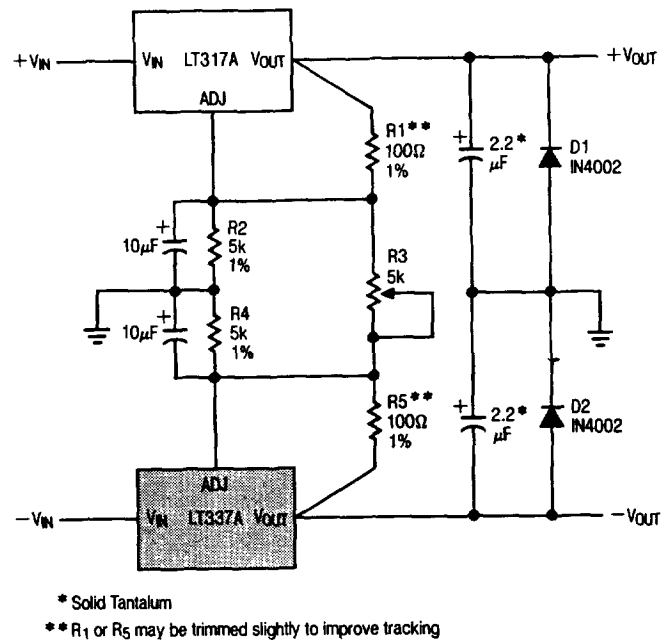 +VIN
VIN LT317A VOUT
ADJ
+VOUT
R1**
100Ω
1%
+
2.2*
μF
D1
IN4002
+
10μF
R2
5k
1%
R3
5k
+
10μF
R4
5k
1%
R5**
100Ω
1%
+
2.2*
μF
D2
IN4002
ADJ
-VIN
VIN LT337A VOUT
-VOUT
* Solid Tantalum
** R1 or R5 may be trimmed slightly to improve tracking